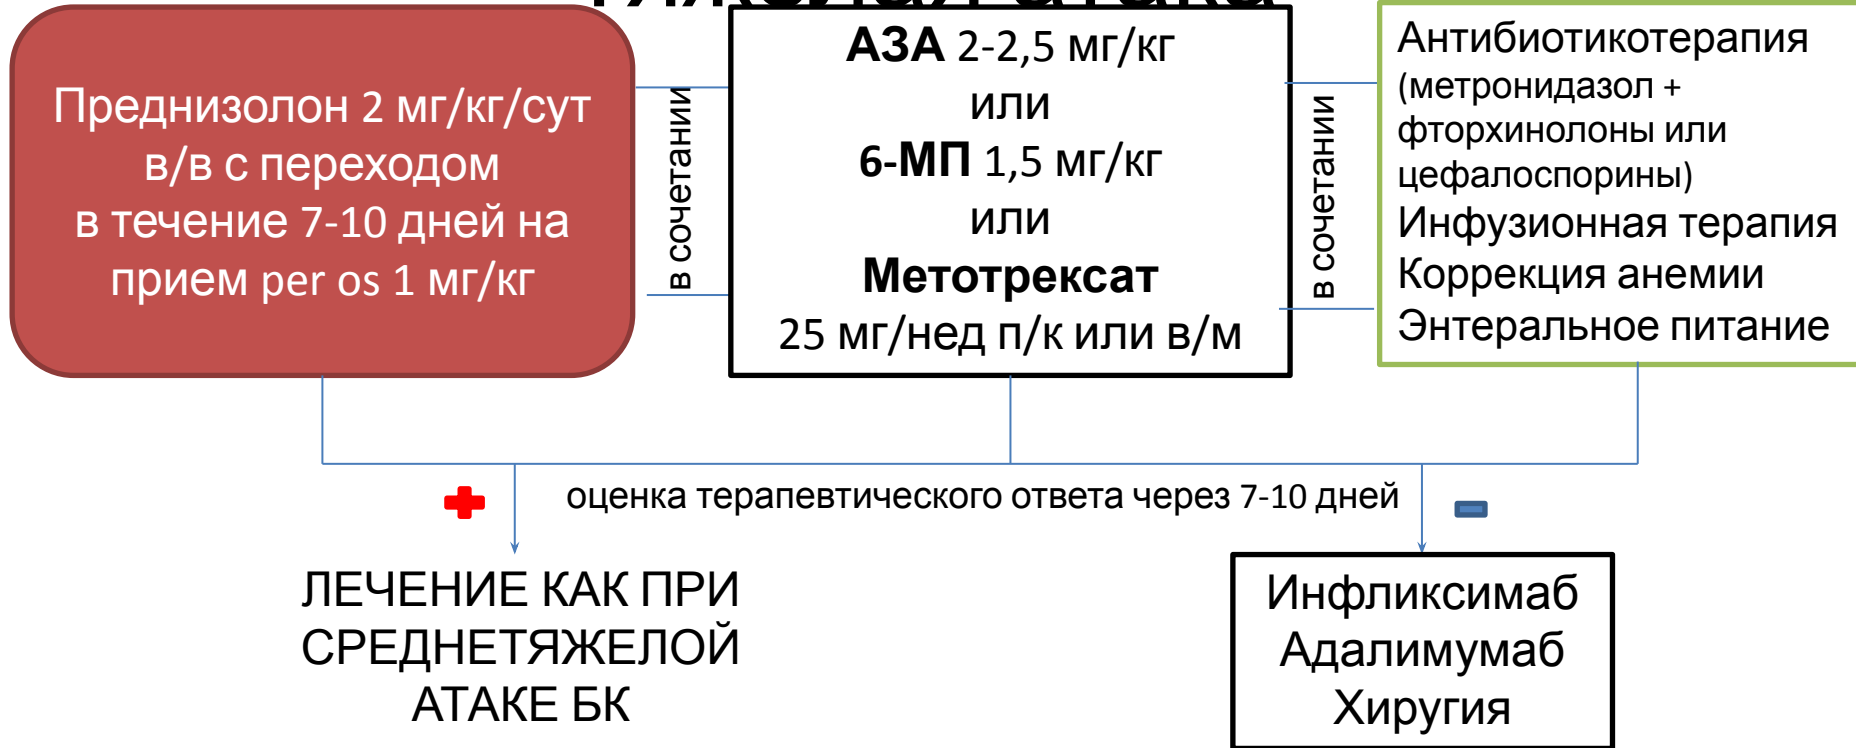 Преднизолон 2 мг/кг/сут
в/в с переходом
в течение 7-10 дней на
прием per os 1 мг/кг
в сочетании
АЗА 2-2,5 мг/кг
или
6-МП 1,5 мг/кг
или
Метотрексат
25 мг/нед п/к или в/м
в сочетании
Антибиотикотерапия
(метронидазол +
фторхинолоны или
цефалоспорины)
Инфузионная терапия
Коррекция анемии
Энтеральное питание
оценка терапевтического ответа через 7-10 дней
ЛЕЧЕНИЕ КАК ПРИ
СРЕДНЕТЯЖЕЛОЙ
АТАКЕ БК
Инфликсимаб
Адалимумаб
Хиругия